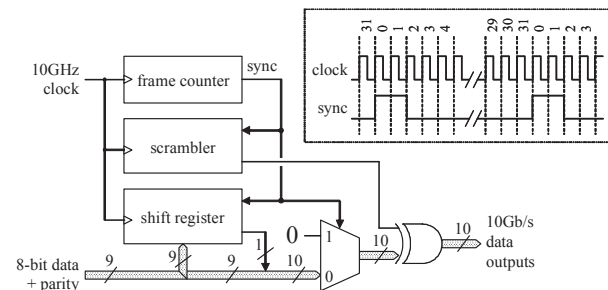 31 0 1 2 3 4 29 30 31 0 1 2 3
10GHz
clock
frame counter
sync
clock
sync
scrambler
shift register
1
0
1
0
10
10
10Gb/s
data
outputs
8-bit data
+ parity
9
9
9
10